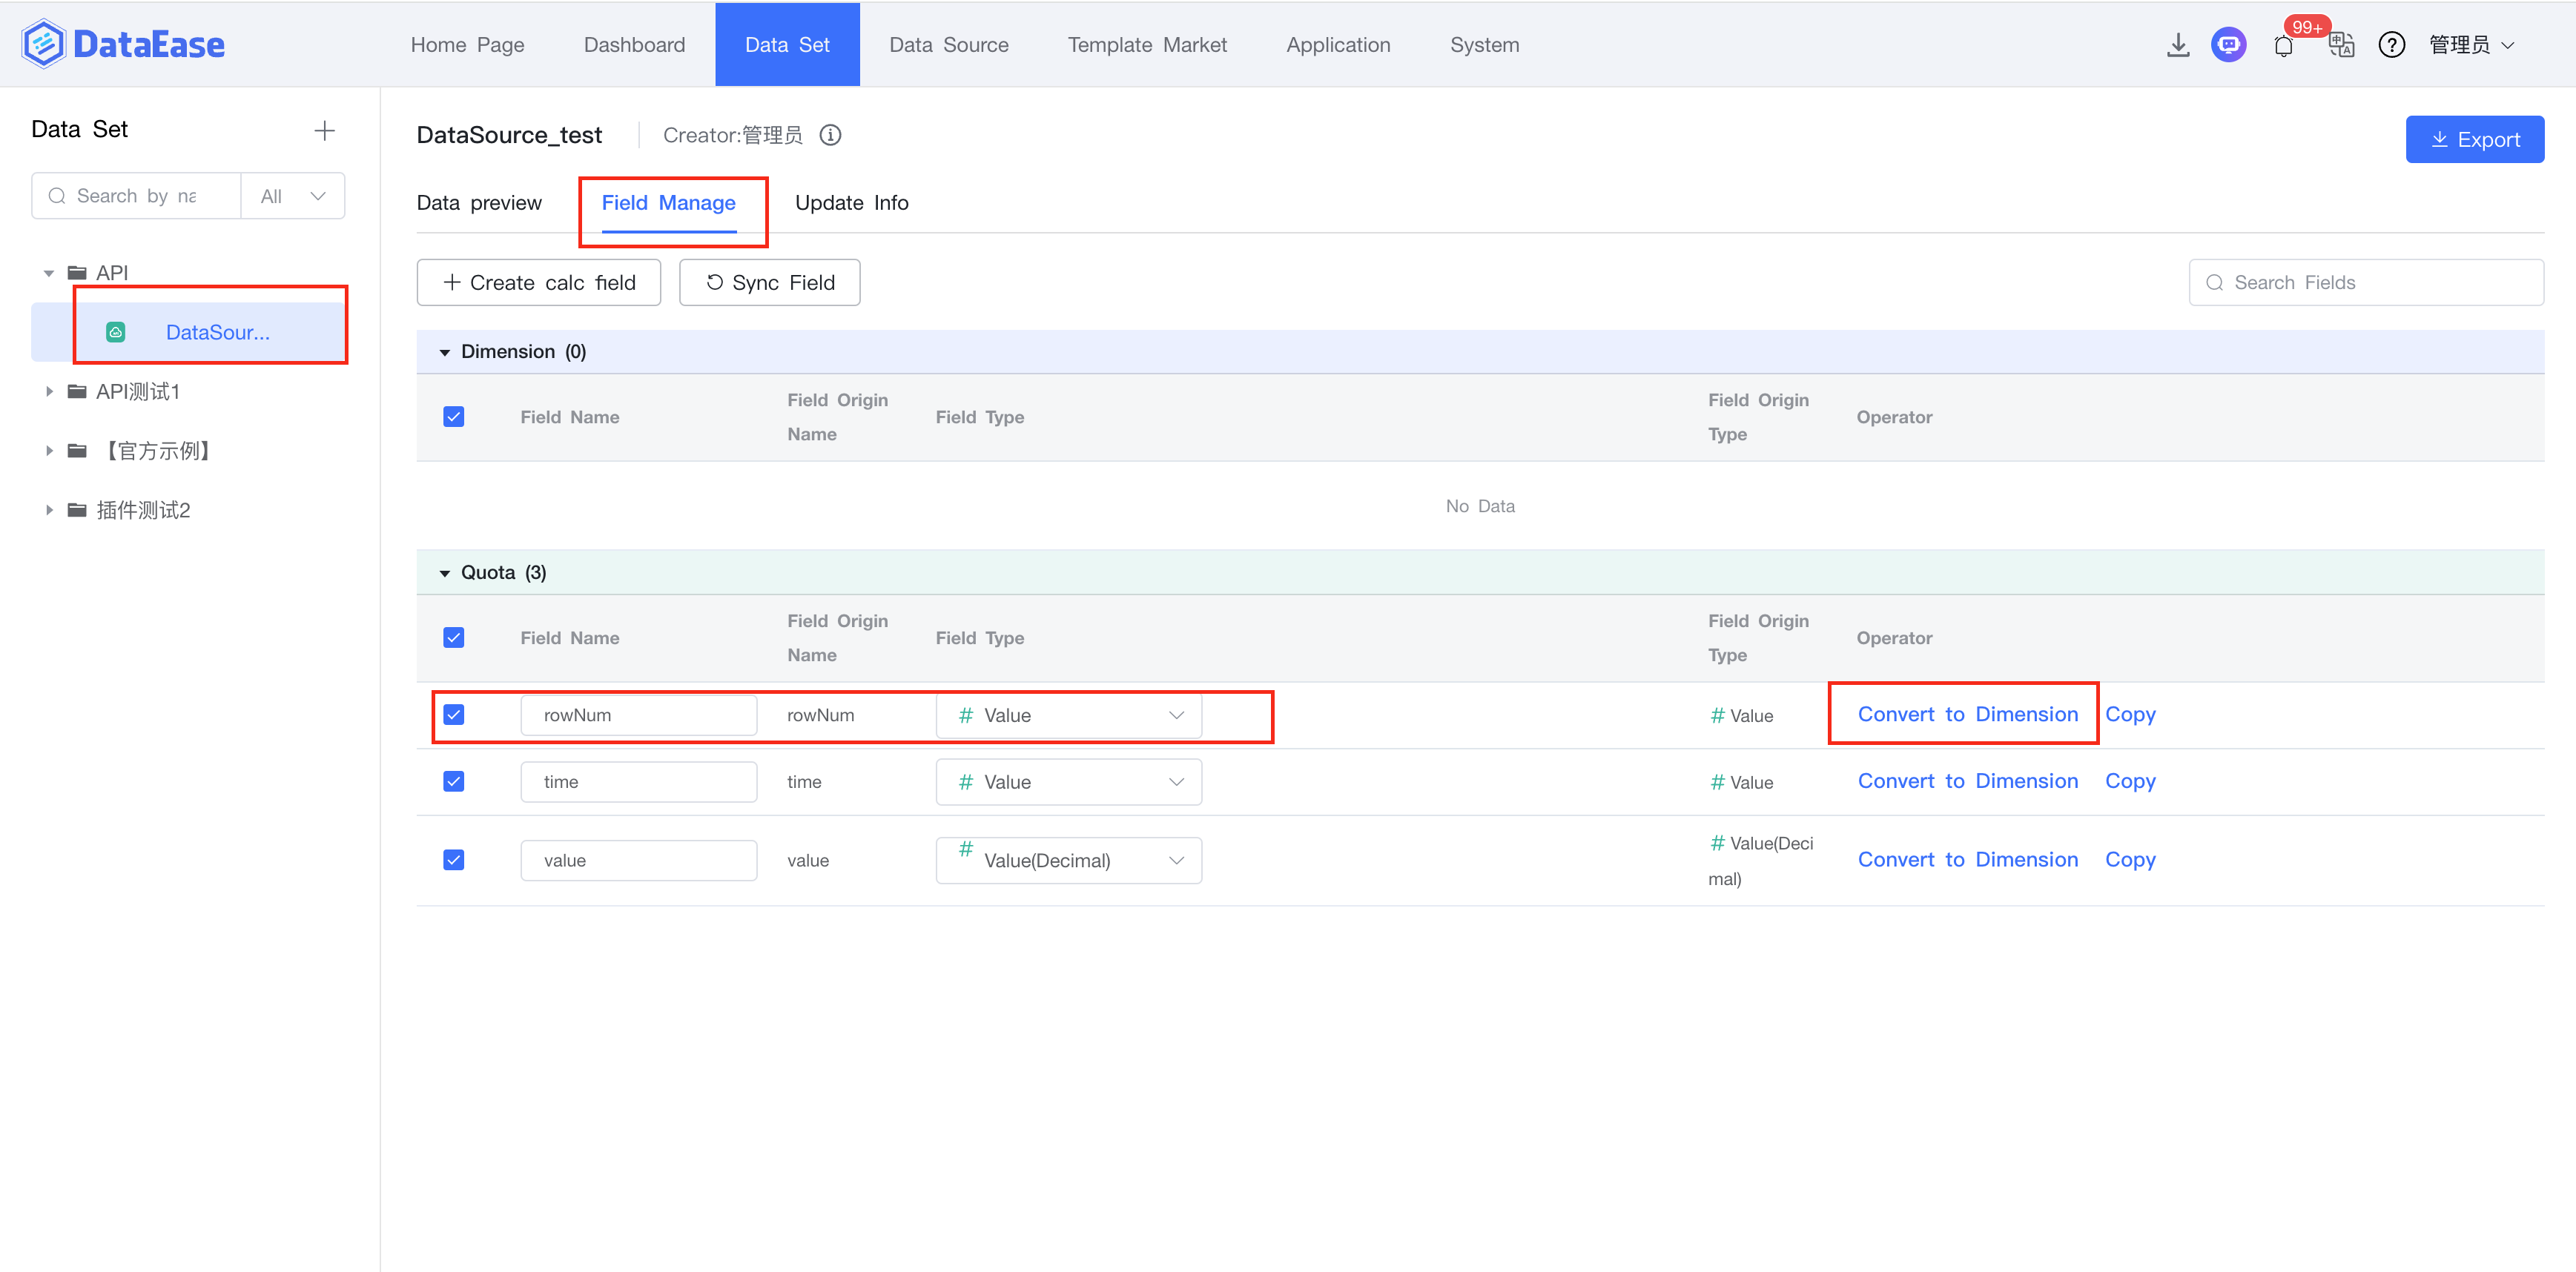 DataEase
Home Page
Dashboard
Data Set
Data Source
Template Market
Application
System
99+
管理员
Data Set
Search by na
All
API
DataSour...
API测试1
【官方示例】
插件测试2
DataSource_test
Creator:管理员
Export
Data preview
Field Manage
Update Info
Create calc field
Sync Field
Search Fields
Dimension (0)
Field Name
Field Origin
Name
Field Type
Field Origin
Type
Operator
No Data
Quota (3)
Field Name
Field Origin
Name
Field Type
Field Origin
Type
Operator
rowNum
rowNum
# Value
# Value
Convert to Dimension
Copy
time
time
# Value
# Value
Convert to Dimension
Copy
value
value
# Value(Decimal)
# Value(Deci
mal)
Convert to Dimension
Copy